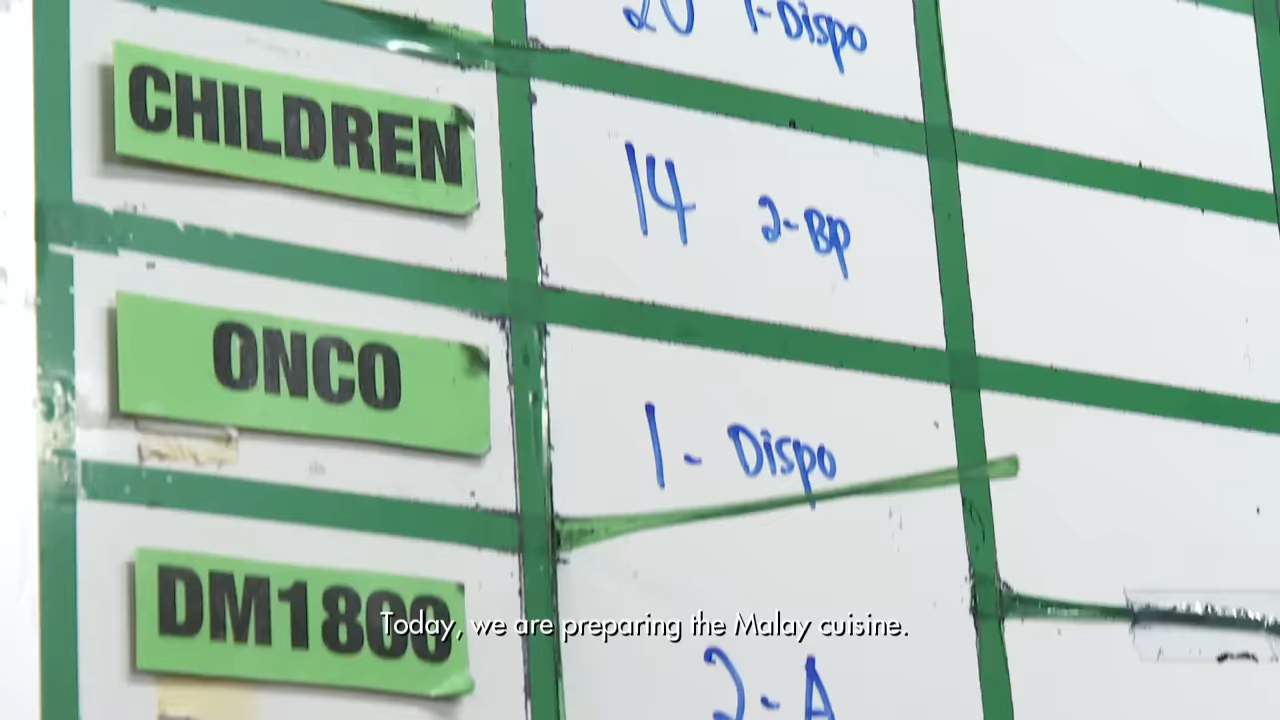 20 1-Dispo
CHILDREN 14 2-BP
ONCO 1- Dispo
DM1800 2-A
Today, we are preparing the Malay cuisine.